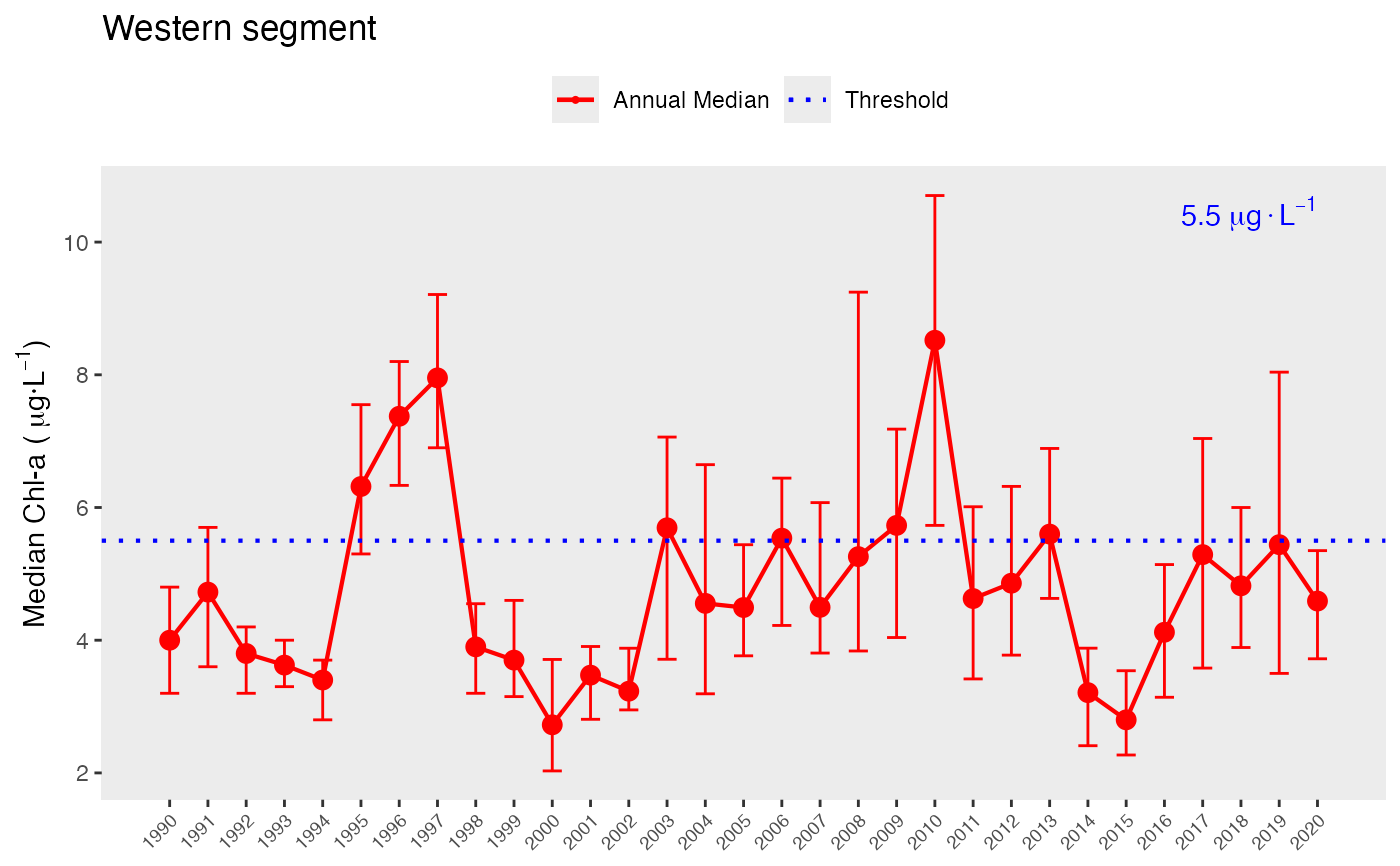 Western segment
Annual Median Threshold
5.5 μg·L⁻¹
Median Chl-a ( μg·L⁻¹)
10
8
6
4
2
1990 1991 1992 1993 1994 1995 1996 1997 1998 1999 2000 2001 2002 2003 2004 2005 2006 2007 2008 2009 2010 2011 2012 2013 2014 2015 2016 2017 2018 2019 2020